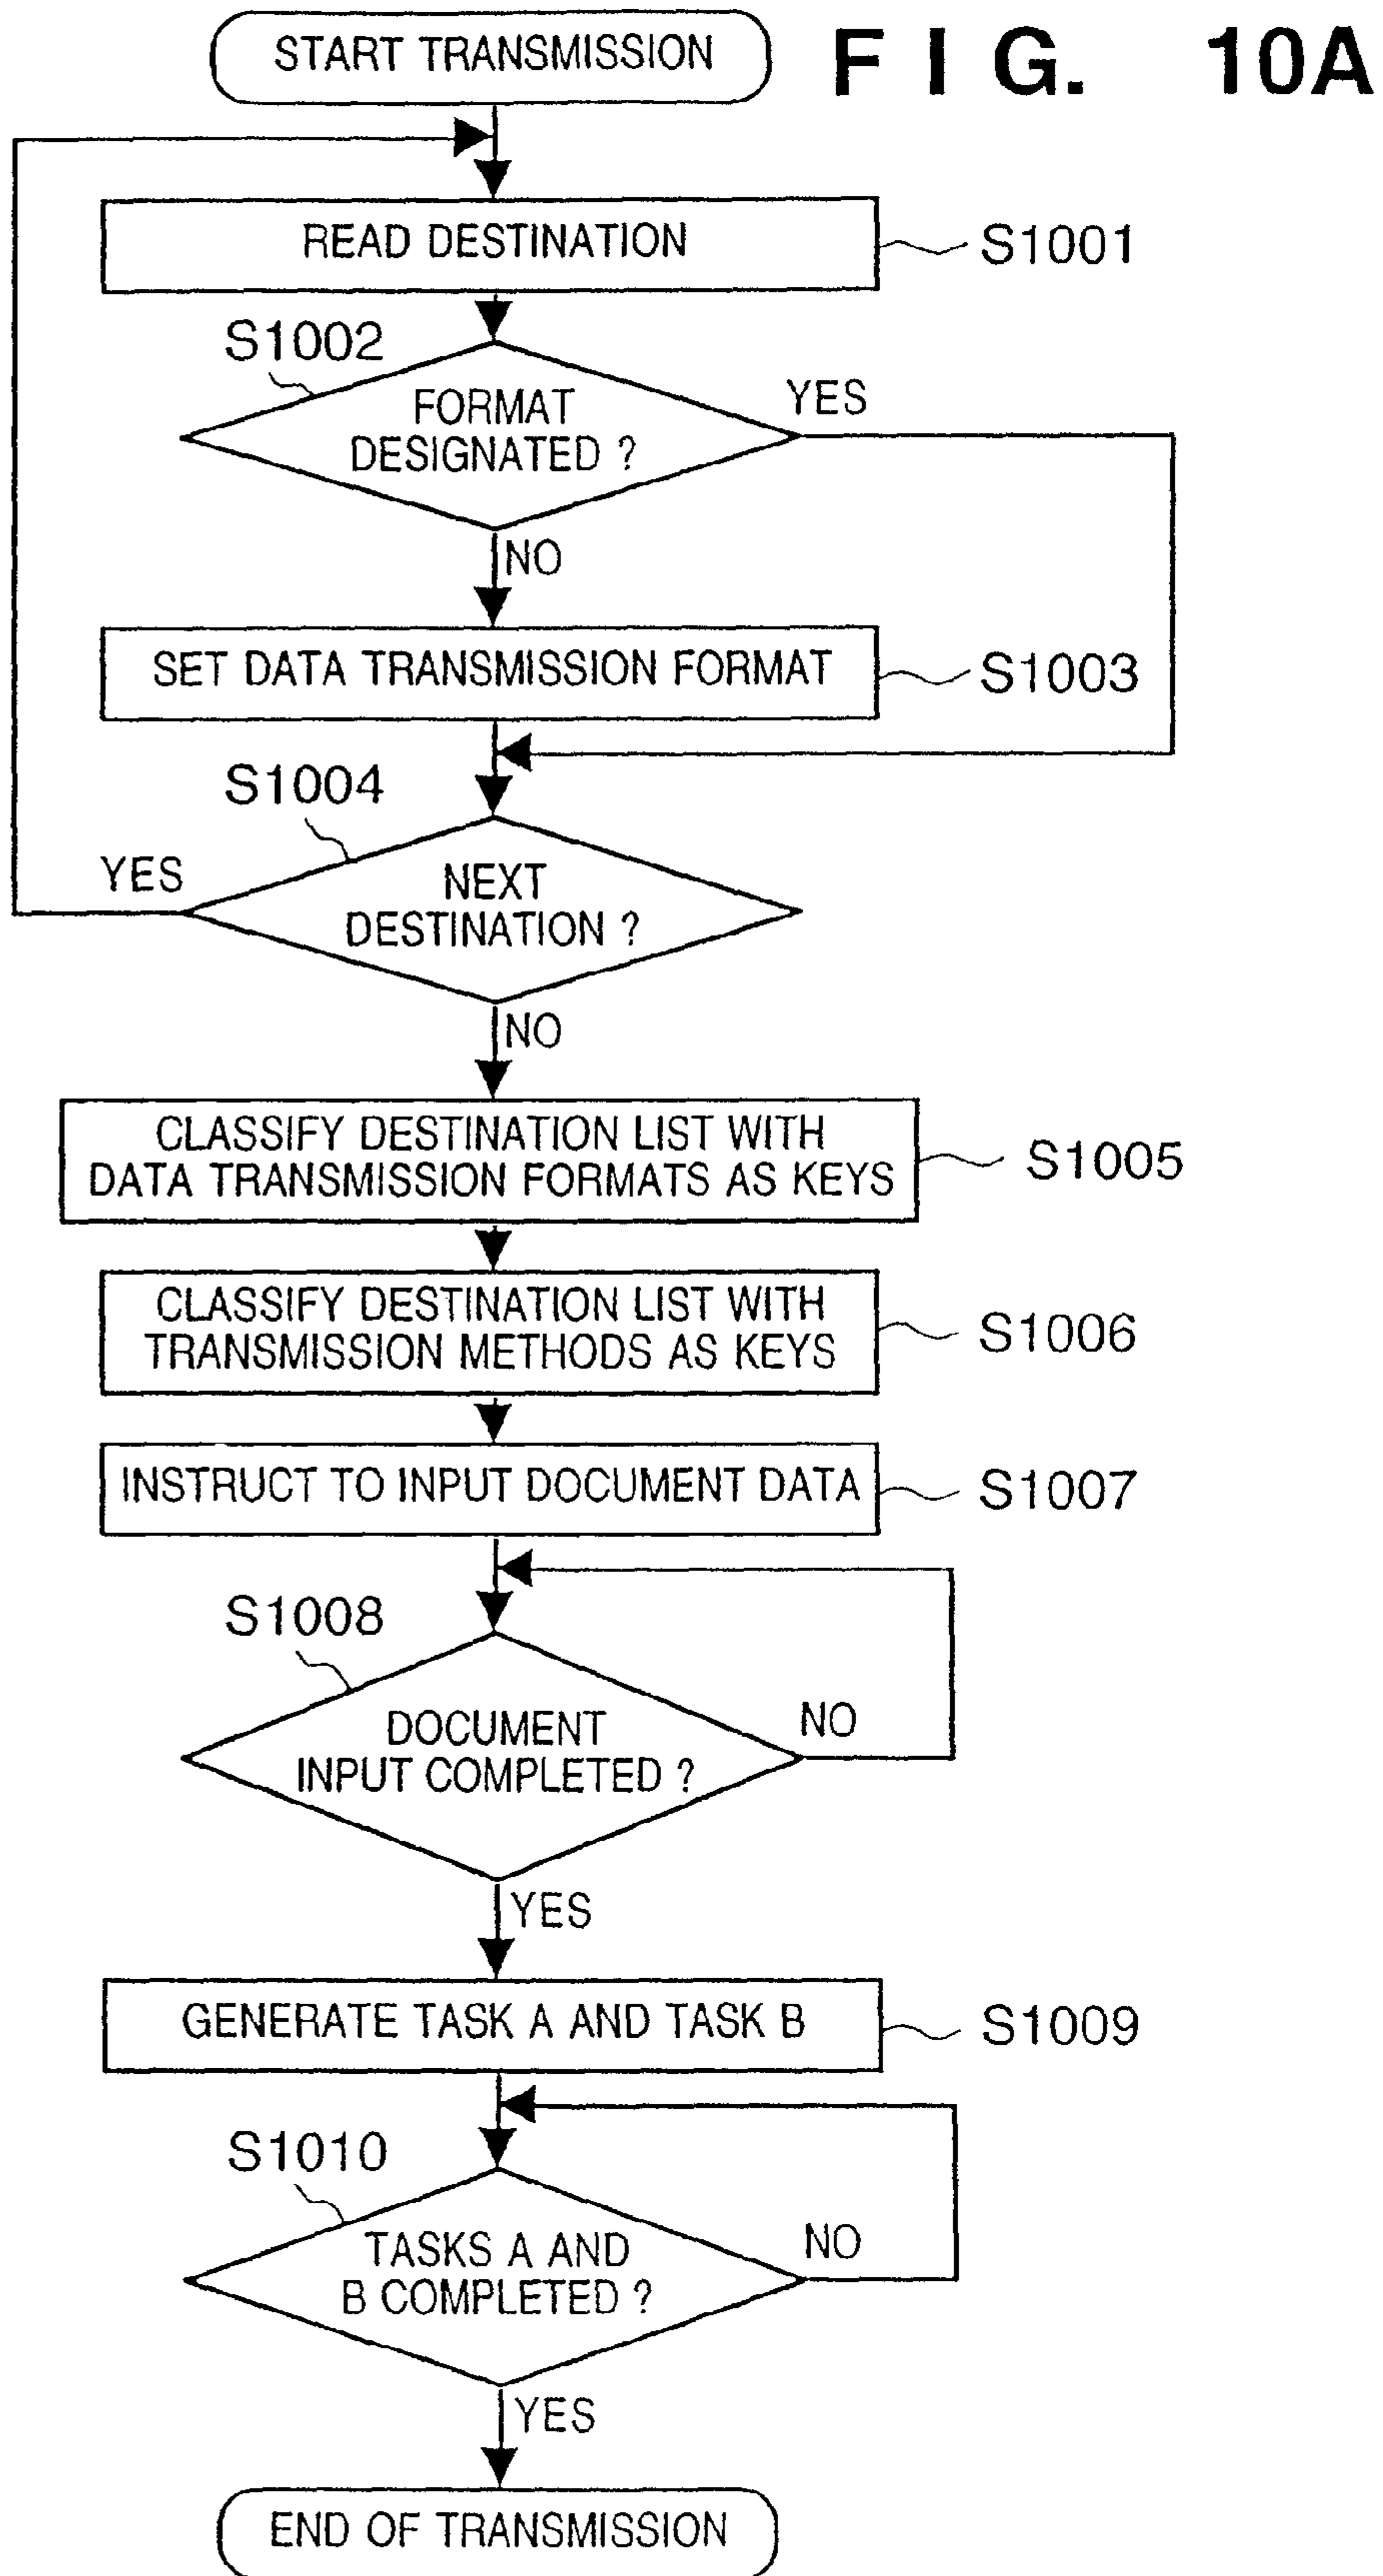 START TRANSMISSION
FIG. 10A
READ DESTINATION
S1001
S1002
FORMAT
DESIGNATED ?
YES
NO
SET DATA TRANSMISSION FORMAT
S1003
S1004
YES
NEXT
DESTINATION ?
NO
CLASSIFY DESTINATION LIST WITH
DATA TRANSMISSION FORMATS AS KEYS
S1005
CLASSIFY DESTINATION LIST WITH
TRANSMISSION METHODS AS KEYS
S1006
INSTRUCT TO INPUT DOCUMENT DATA
S1007
S1008
DOCUMENT
INPUT COMPLETED ?
NO
YES
GENERATE TASK A AND TASK B
S1009
S1010
TASKS A AND
B COMPLETED ?
NO
YES
END OF TRANSMISSION